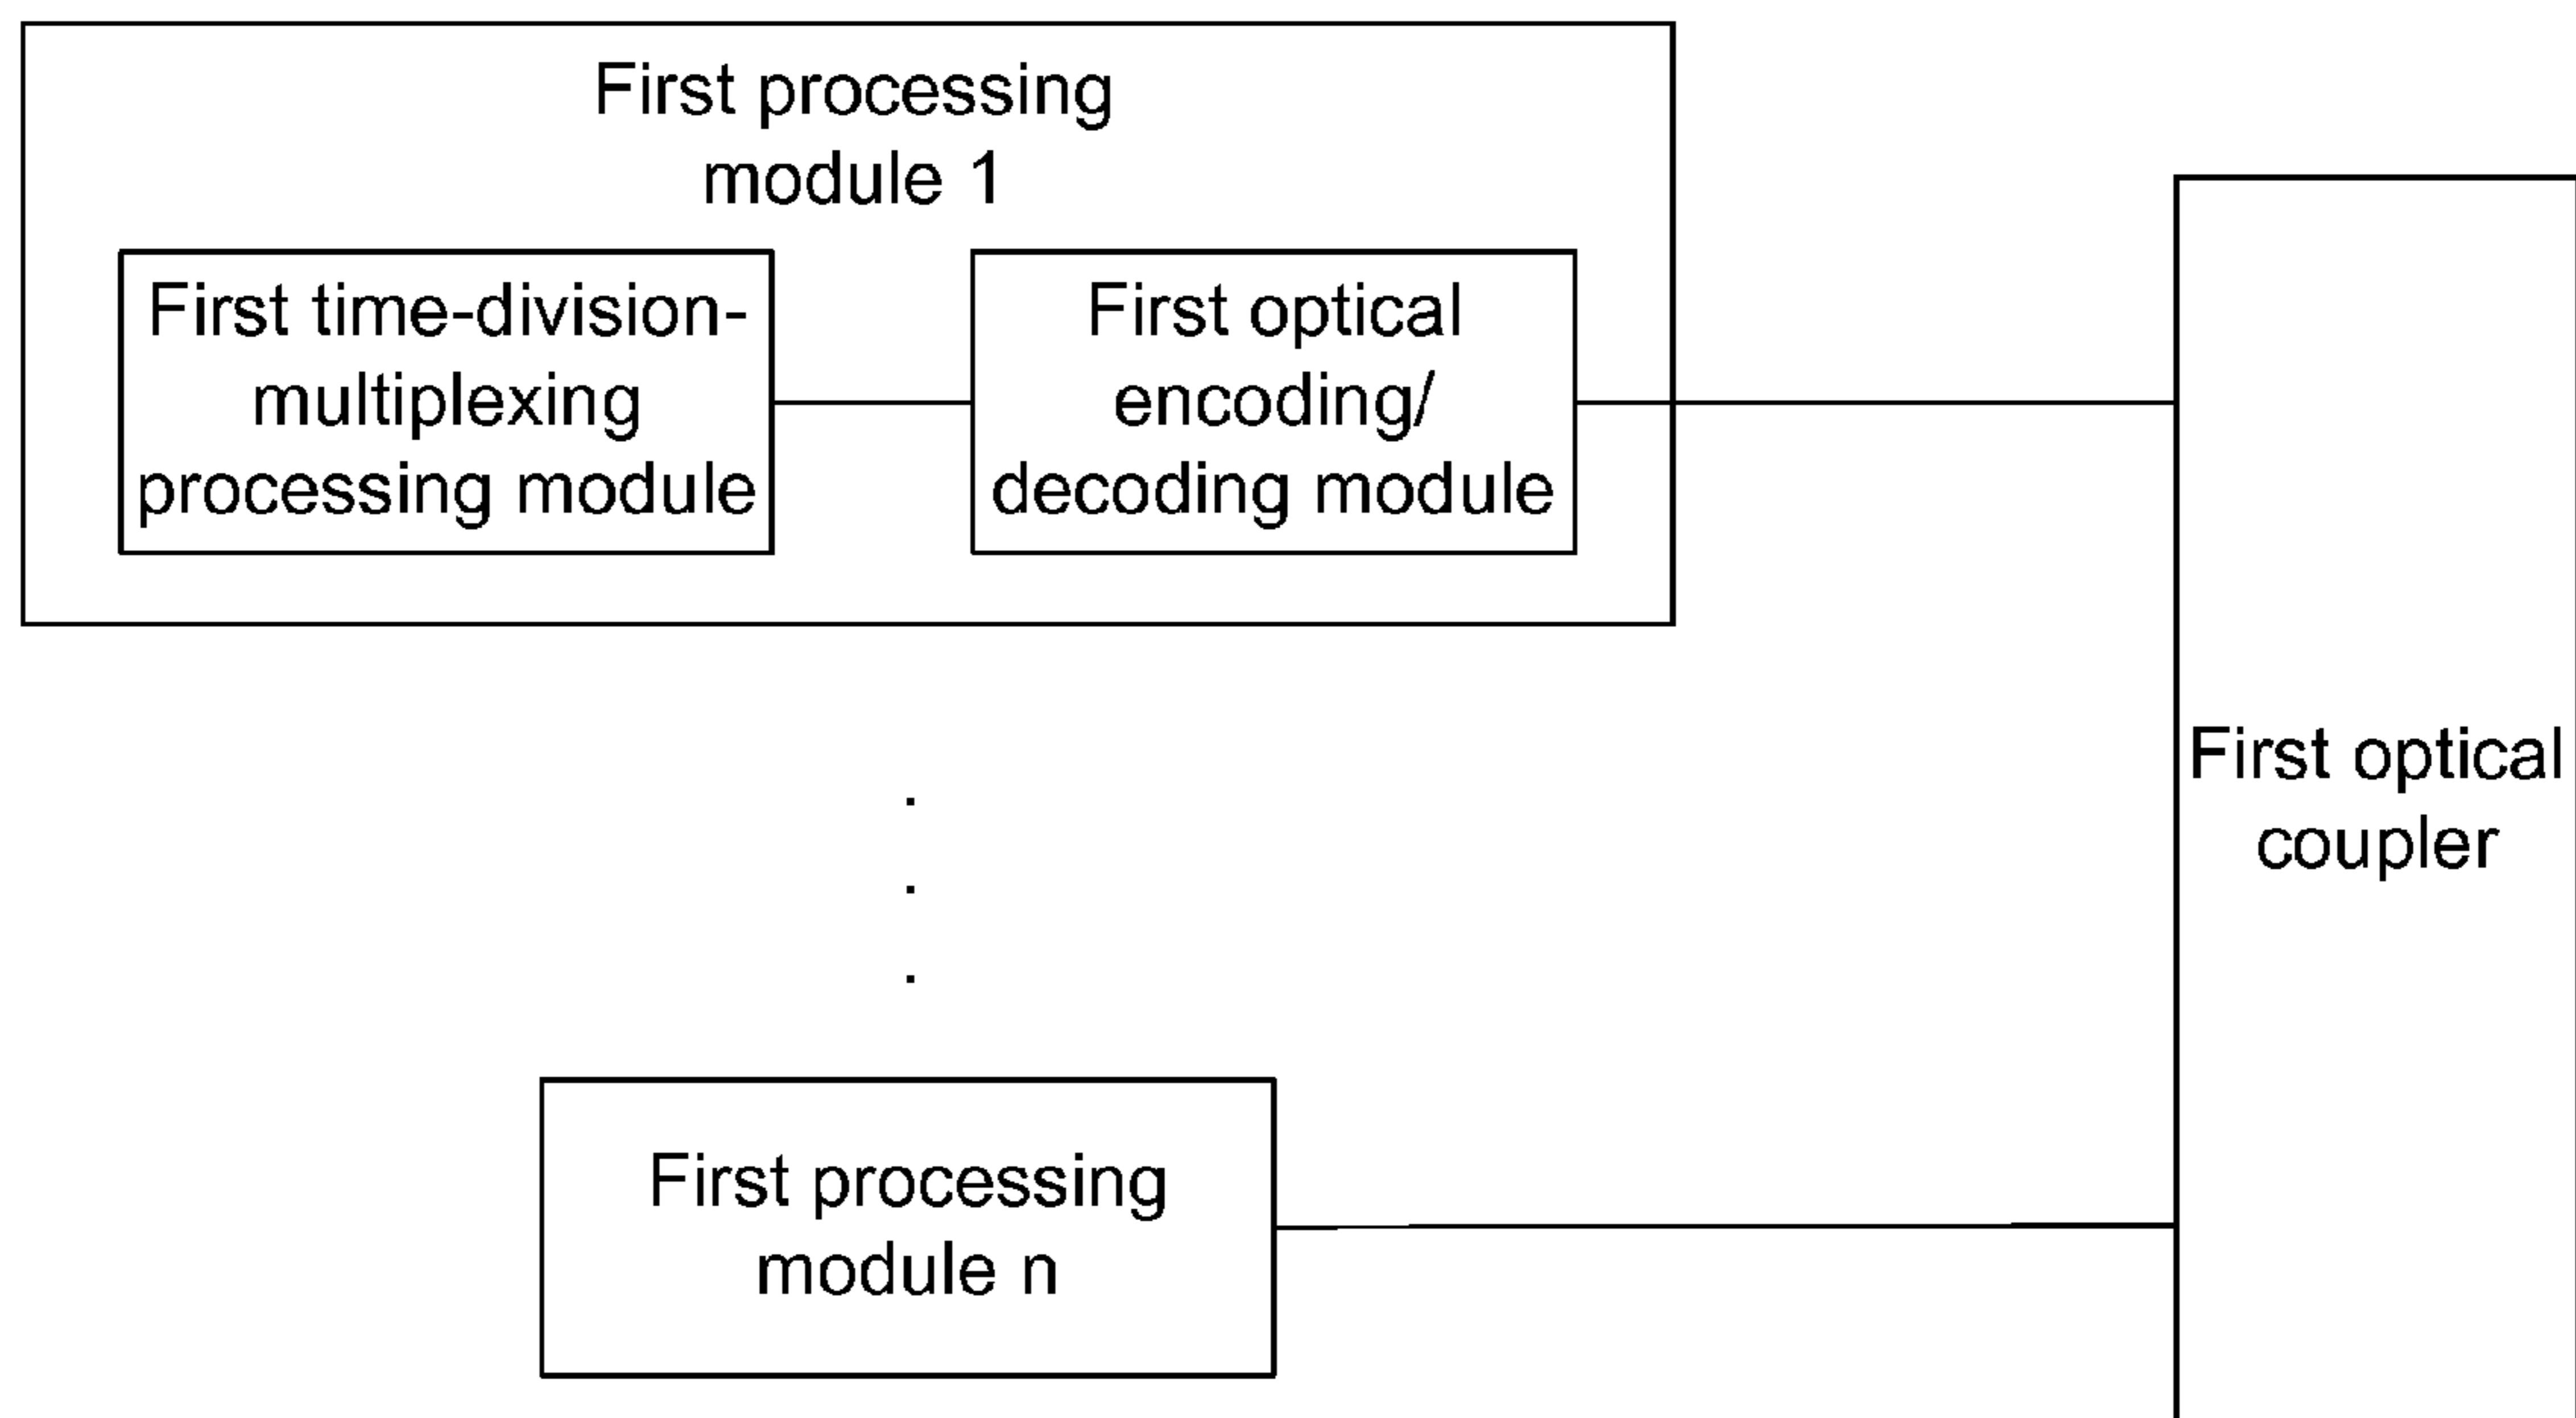 First processing
module 1
First time-division-
multiplexing
processing module
First optical
encoding/
decoding module
First optical
coupler
.
.
.
First processing
module n